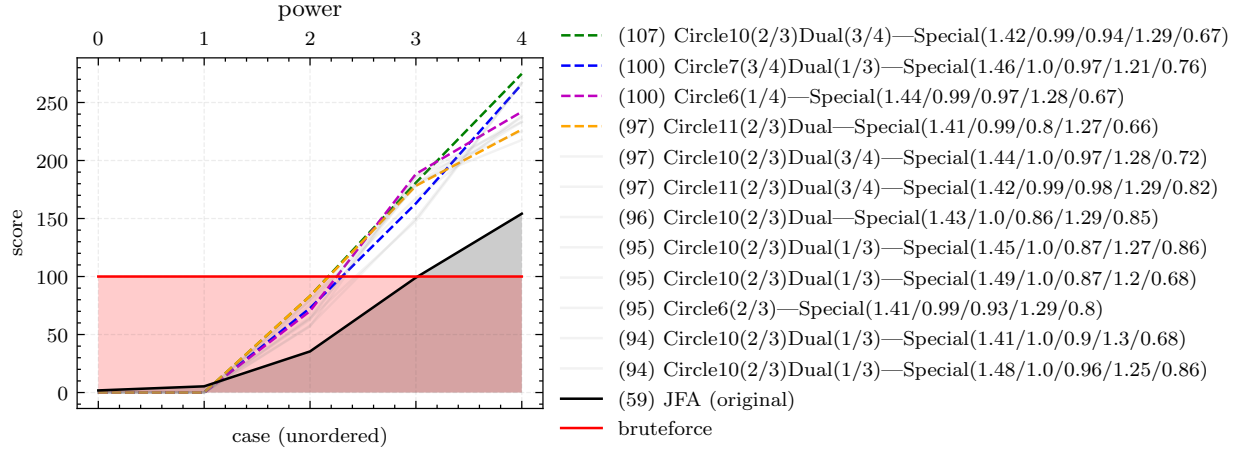 power
0 1 2 3 4
250
200
150
100
50
0
score
case (unordered)
(107) Circle10(2/3)Dual(3/4)—Special(1.42/0.99/0.94/1.29/0.67)
(100) Circle7(3/4)Dual(1/3)—Special(1.46/1.0/0.97/1.21/0.76)
(100) Circle6(1/4)—Special(1.44/0.99/0.97/1.28/0.67)
(97) Circle11(2/3)Dual—Special(1.41/0.99/0.8/1.27/0.66)
(97) Circle10(2/3)Dual(3/4)—Special(1.44/1.0/0.97/1.28/0.72)
(97) Circle11(2/3)Dual(3/4)—Special(1.42/0.99/0.98/1.29/0.82)
(96) Circle10(2/3)Dual—Special(1.43/1.0/0.86/1.29/0.85)
(95) Circle10(2/3)Dual(1/3)—Special(1.45/1.0/0.87/1.27/0.86)
(95) Circle10(2/3)Dual(1/3)—Special(1.49/1.0/0.87/1.2/0.68)
(95) Circle6(2/3)—Special(1.41/0.99/0.93/1.29/0.8)
(94) Circle10(2/3)Dual(1/3)—Special(1.41/1.0/0.9/1.3/0.68)
(94) Circle10(2/3)Dual(1/3)—Special(1.48/1.0/0.96/1.25/0.86)
(59) JFA (original)
bruteforce